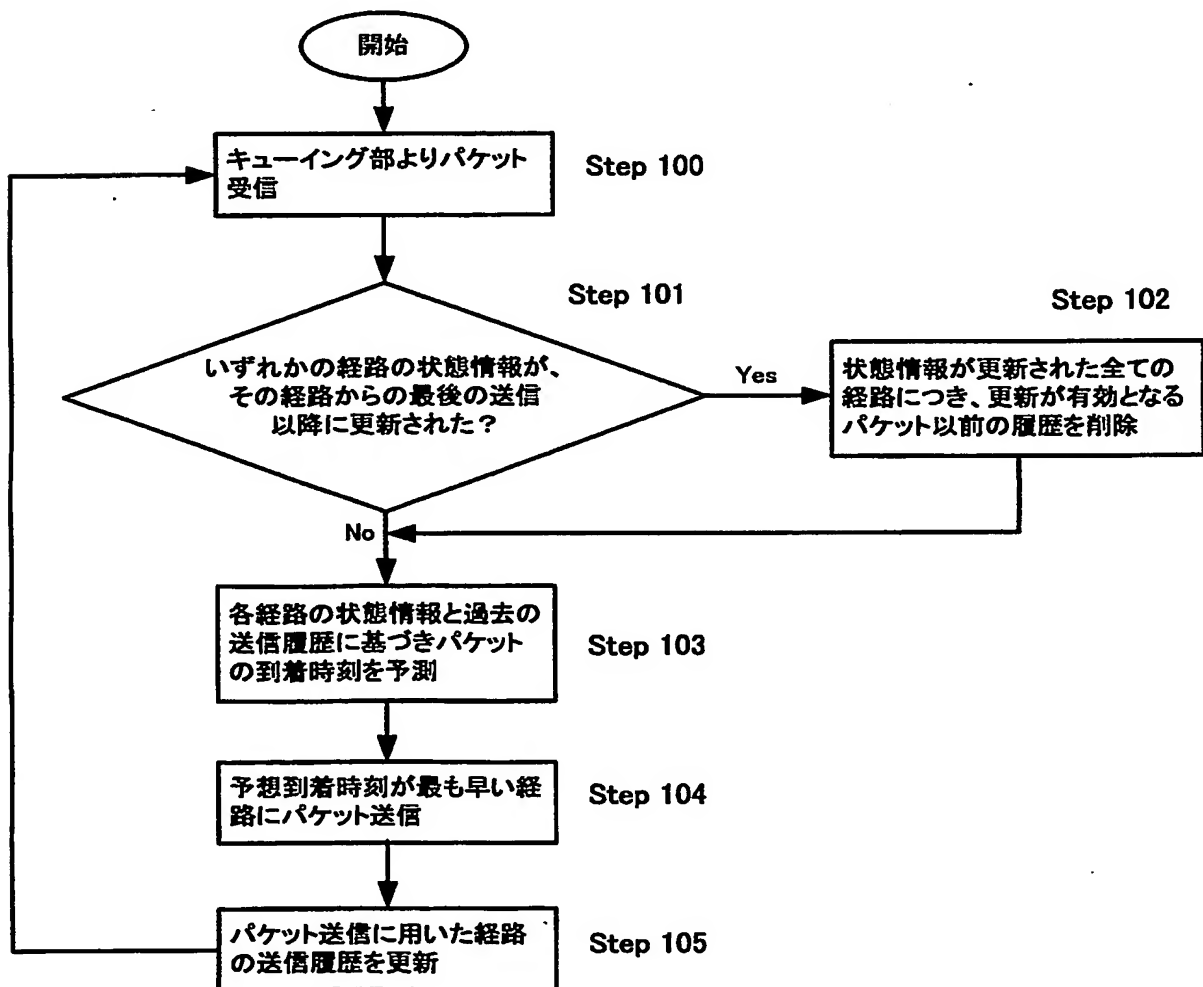 開始
キューイング部よりパケット
受信
Step 100
Step 101
いずれかの経路の状態情報が、
その経路からの最後の送信
以降に更新された？
Yes
Step 102
状態情報が更新された全ての
経路につき、更新が有効となる
パケット以前の履歴を削除
No
各経路の状態情報と過去の
送信履歴に基づきパケット
の到着時刻を予測
Step 103
予想到着時刻が最も早い経
路にパケット送信
Step 104
パケット送信に用いた経路
の送信履歴を更新
Step 105